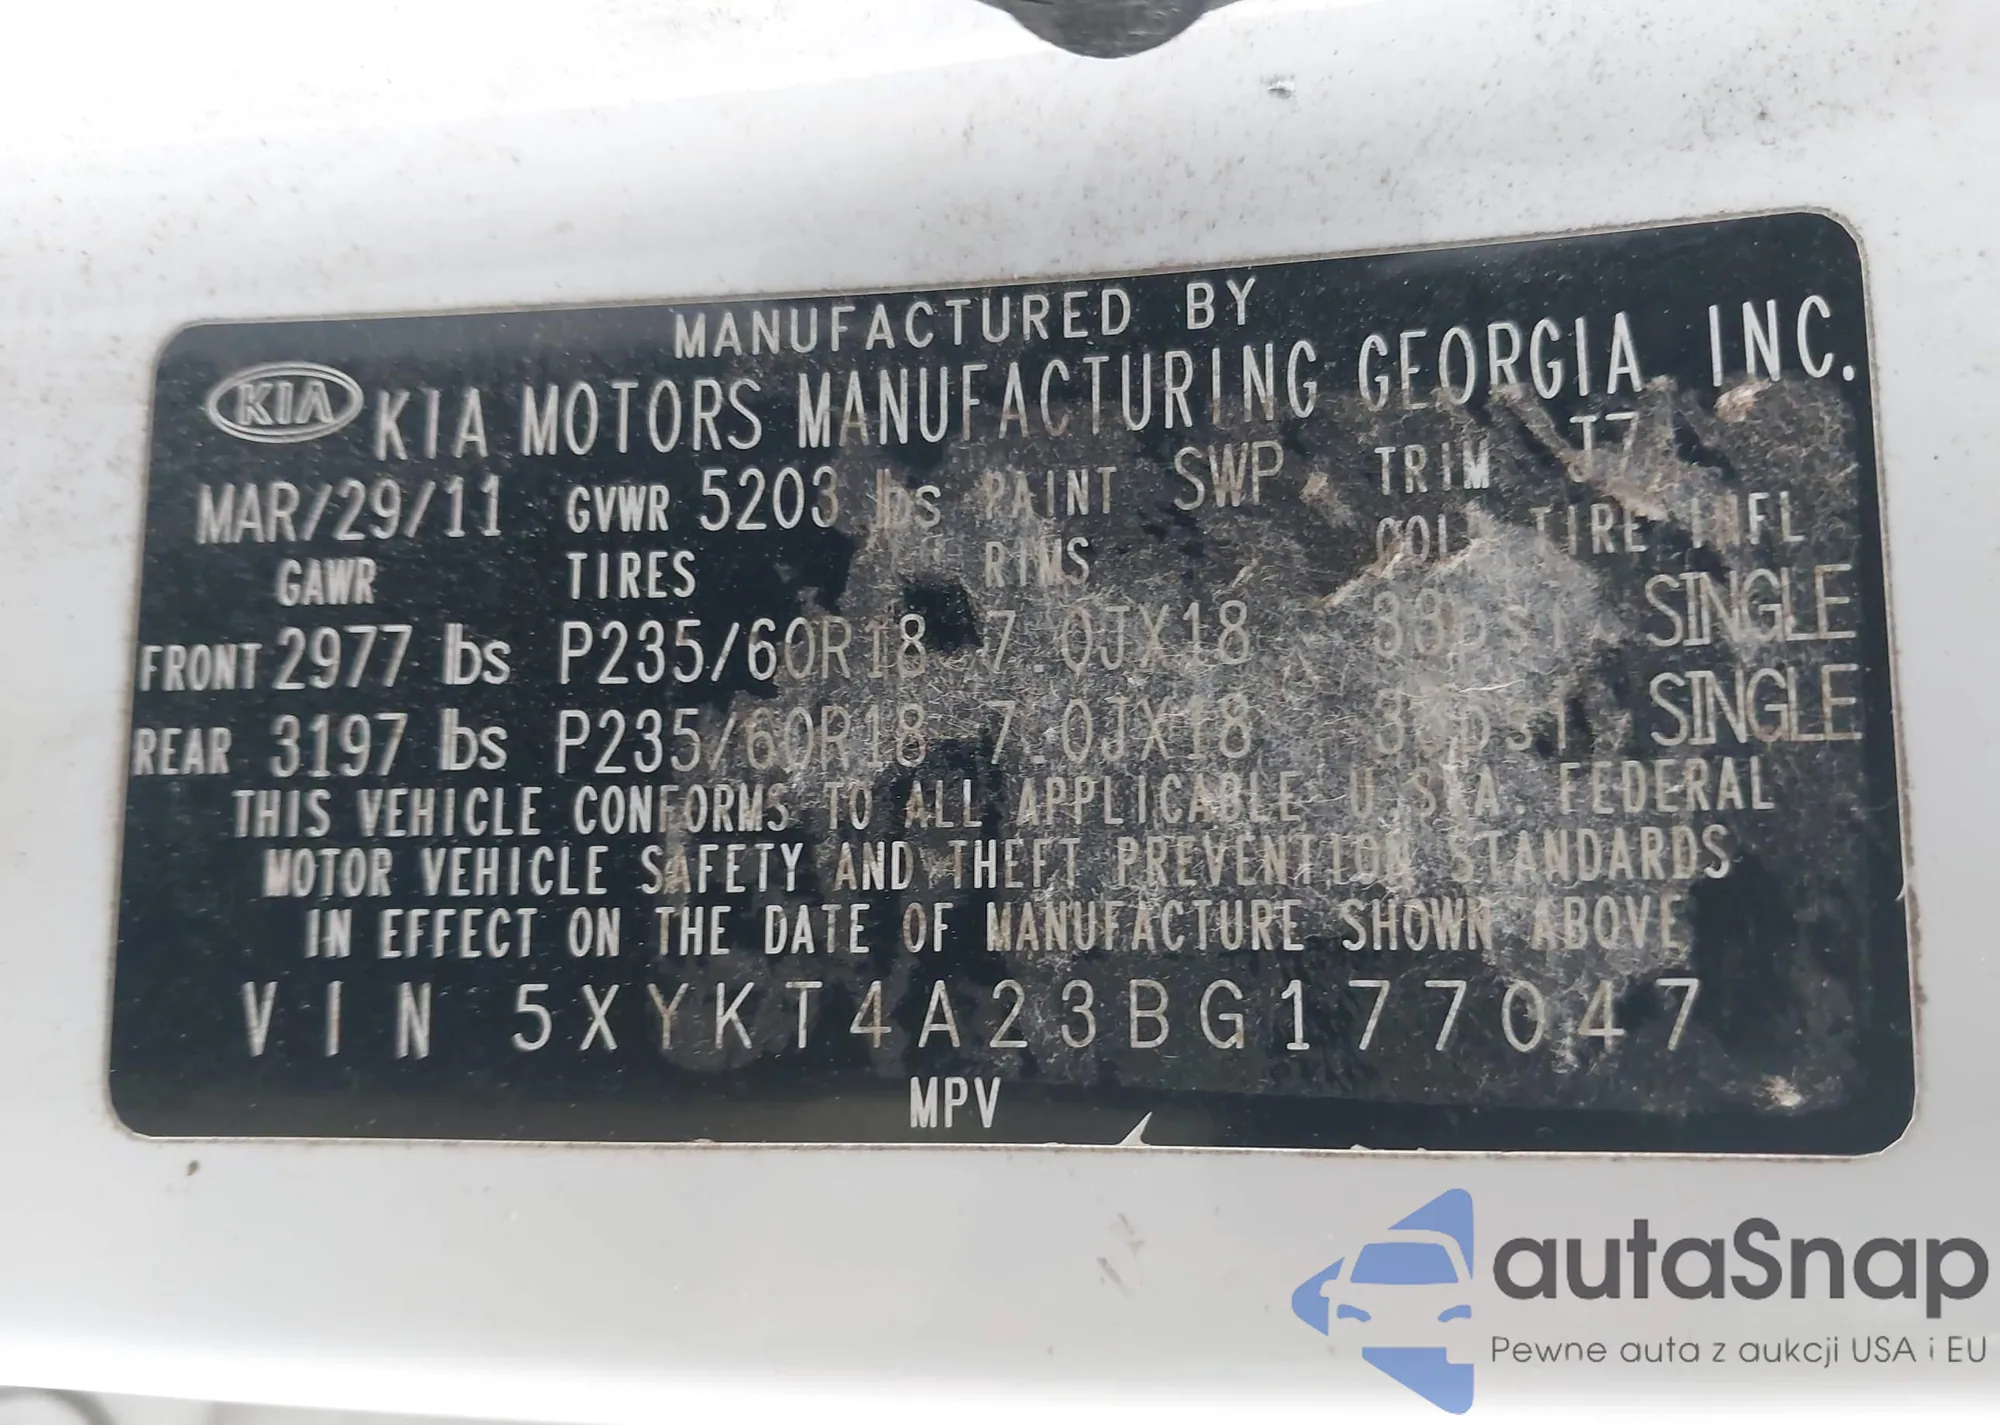 MANUFACTURED BY
KIA KIA MOTORS MANUFACTURING GEORGIA, INC.
MAR/29/11 GVWR 5203 lbs PAINT SWP TRIM J7
GAWR TIRES RIMS COLD TIRE INFL
FRONT 2977 lbs P235/60R18 7.0JX18 33psi, SINGLE
REAR 3197 lbs P235/60R18 7.0JX18 SINGLE
THIS VEHICLE CONFORMS TO ALL APPLICABLE U.S.A. FEDERAL
MOTOR VEHICLE SAFETY AND THEFT PREVENTION STANDARDS
IN EFFECT ON THE DATE OF MANUFACTURE SHOWN ABOVE
VIN 5XYKT4A23BG177047
MPV
autaSnap
Pewne auta z aukcji USA i EU